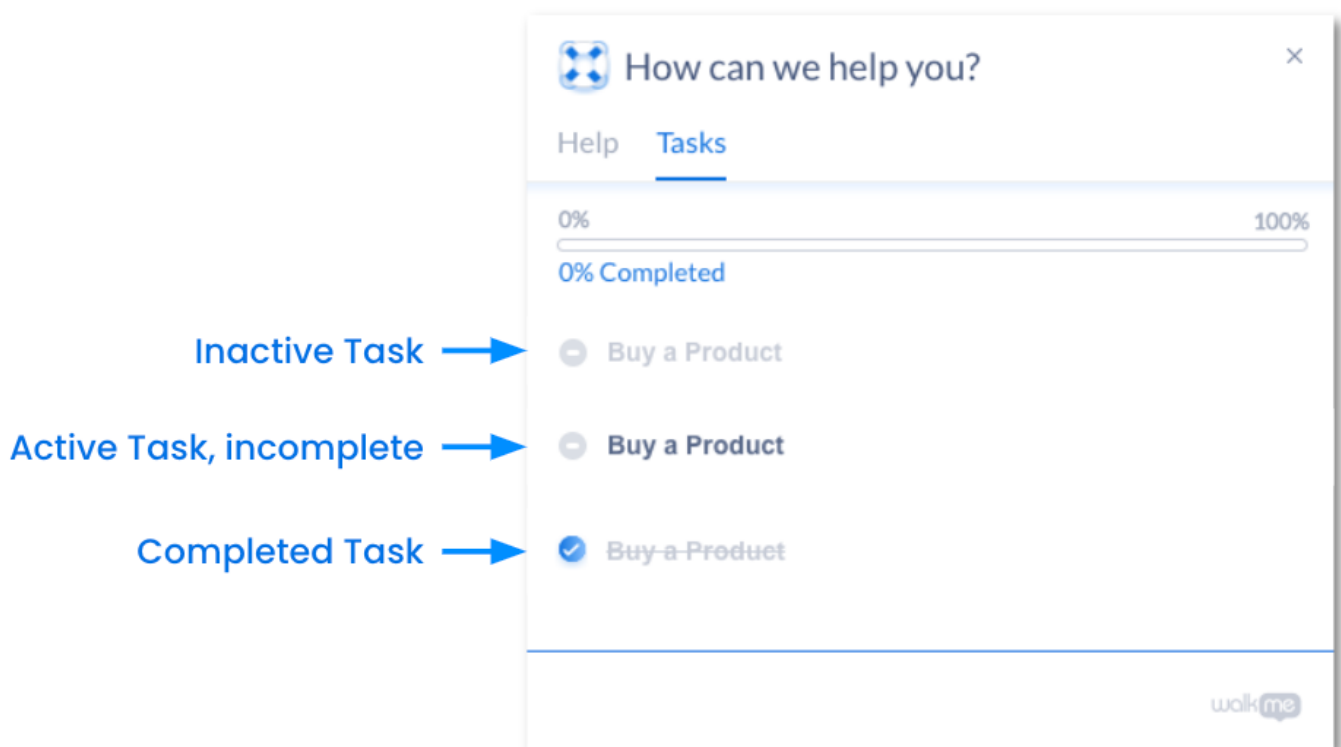 How can we help you?
Help Tasks
0% 100%
0% Completed
Inactive Task Buy a Product
Active Task, incomplete Buy a Product
Completed Task Buy a Product
walkme